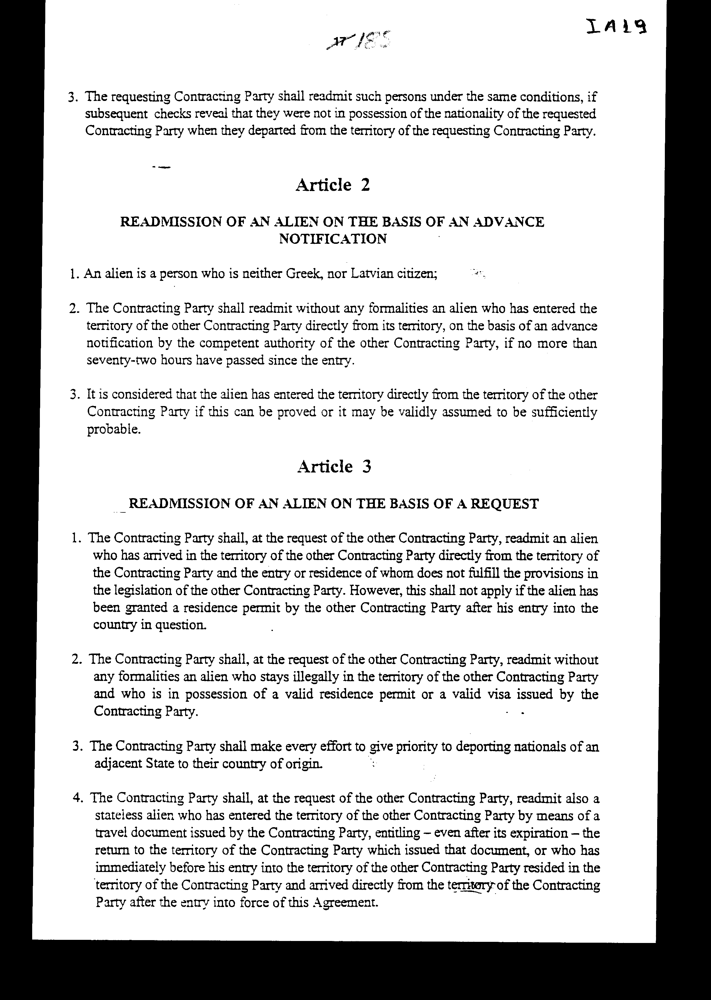 IA19
17 185
3. The requesting Contracting Party shall readmit such persons under the same conditions, if
subsequent checks reveal that they were not in possession of the nationality of the requested
Contracting Party when they departed from the territory of the requesting Contracting Party.
Article 2
READMISSION OF AN ALIEN ON THE BASIS OF AN ADVANCE
NOTIFICATION
1. An alien is a person who is neither Greek, nor Latvian citizen;
2. The Contracting Party shall readmit without any formalities an alien who has entered the
territory of the other Contracting Party directly from its territory, on the basis of an advance
notification by the competent authority of the other Contracting Party, if no more than
seventy-two hours have passed since the entry.
3. It is considered that the alien has entered the territory directly from the territory of the other
Contracting Party if this can be proved or it may be validly assumed to be sufficiently
probable.
Article 3
READMISSION OF AN ALIEN ON THE BASIS OF A REQUEST
1. The Contracting Party shall, at the request of the other Contracting Party, readmit an alien
who has arrived in the territory of the other Contracting Party directly from the territory of
the Contracting Party and the entry or residence of whom does not fulfill the provisions in
the legislation of the other Contracting Party. However, this shall not apply if the alien has
been granted a residence permit by the other Contracting Party after his entry into the
country in question.
2. The Contracting Party shall, at the request of the other Contracting Party, readmit without
any formalities an alien who stays illegally in the territory of the other Contracting Party
and who is in possession of a valid residence permit or a valid visa issued by the
Contracting Party.
3. The Contracting Party shall make every effort to give priority to deporting nationals of an
adjacent State to their country of origin.
4. The Contracting Party shall, at the request of the other Contracting Party, readmit also a
stateless alien who has entered the territory of the other Contracting Party by means of a
travel document issued by the Contracting Party, entitling – even after its expiration – the
return to the territory of the Contracting Party which issued that document, or who has
immediately before his entry into the territory of the other Contracting Party resided in the
territory of the Contracting Party and arrived directly from the territory of the Contracting
Party after the entry into force of this Agreement.